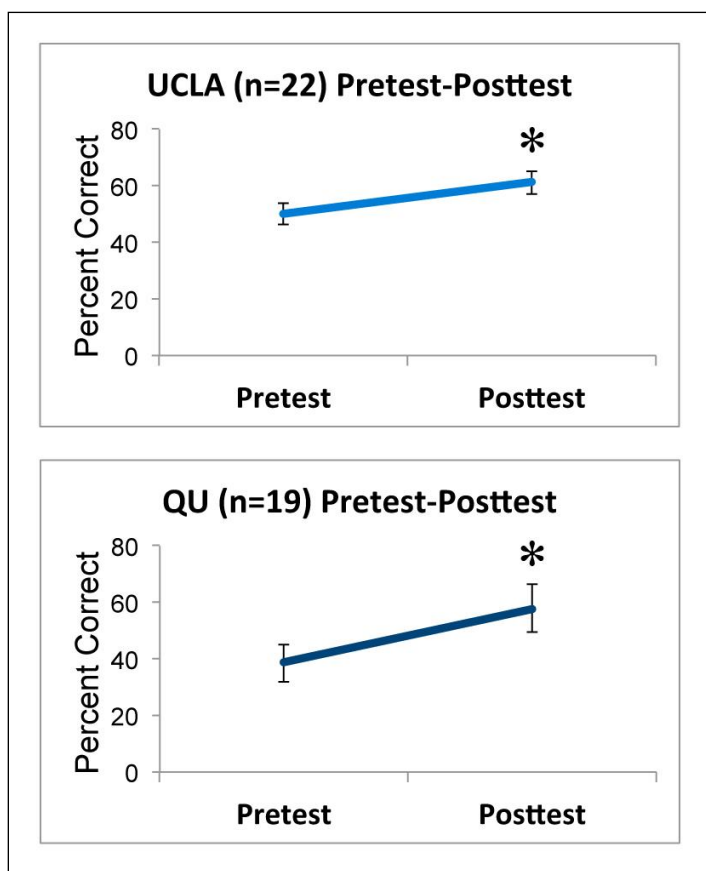 UCLA (n=22) Pretest-Posttest
Percent Correct
80
60
40
20
0
*
Pretest Posttest
QU (n=19) Pretest-Posttest
Percent Correct
80
60
40
20
0
*
Pretest Posttest